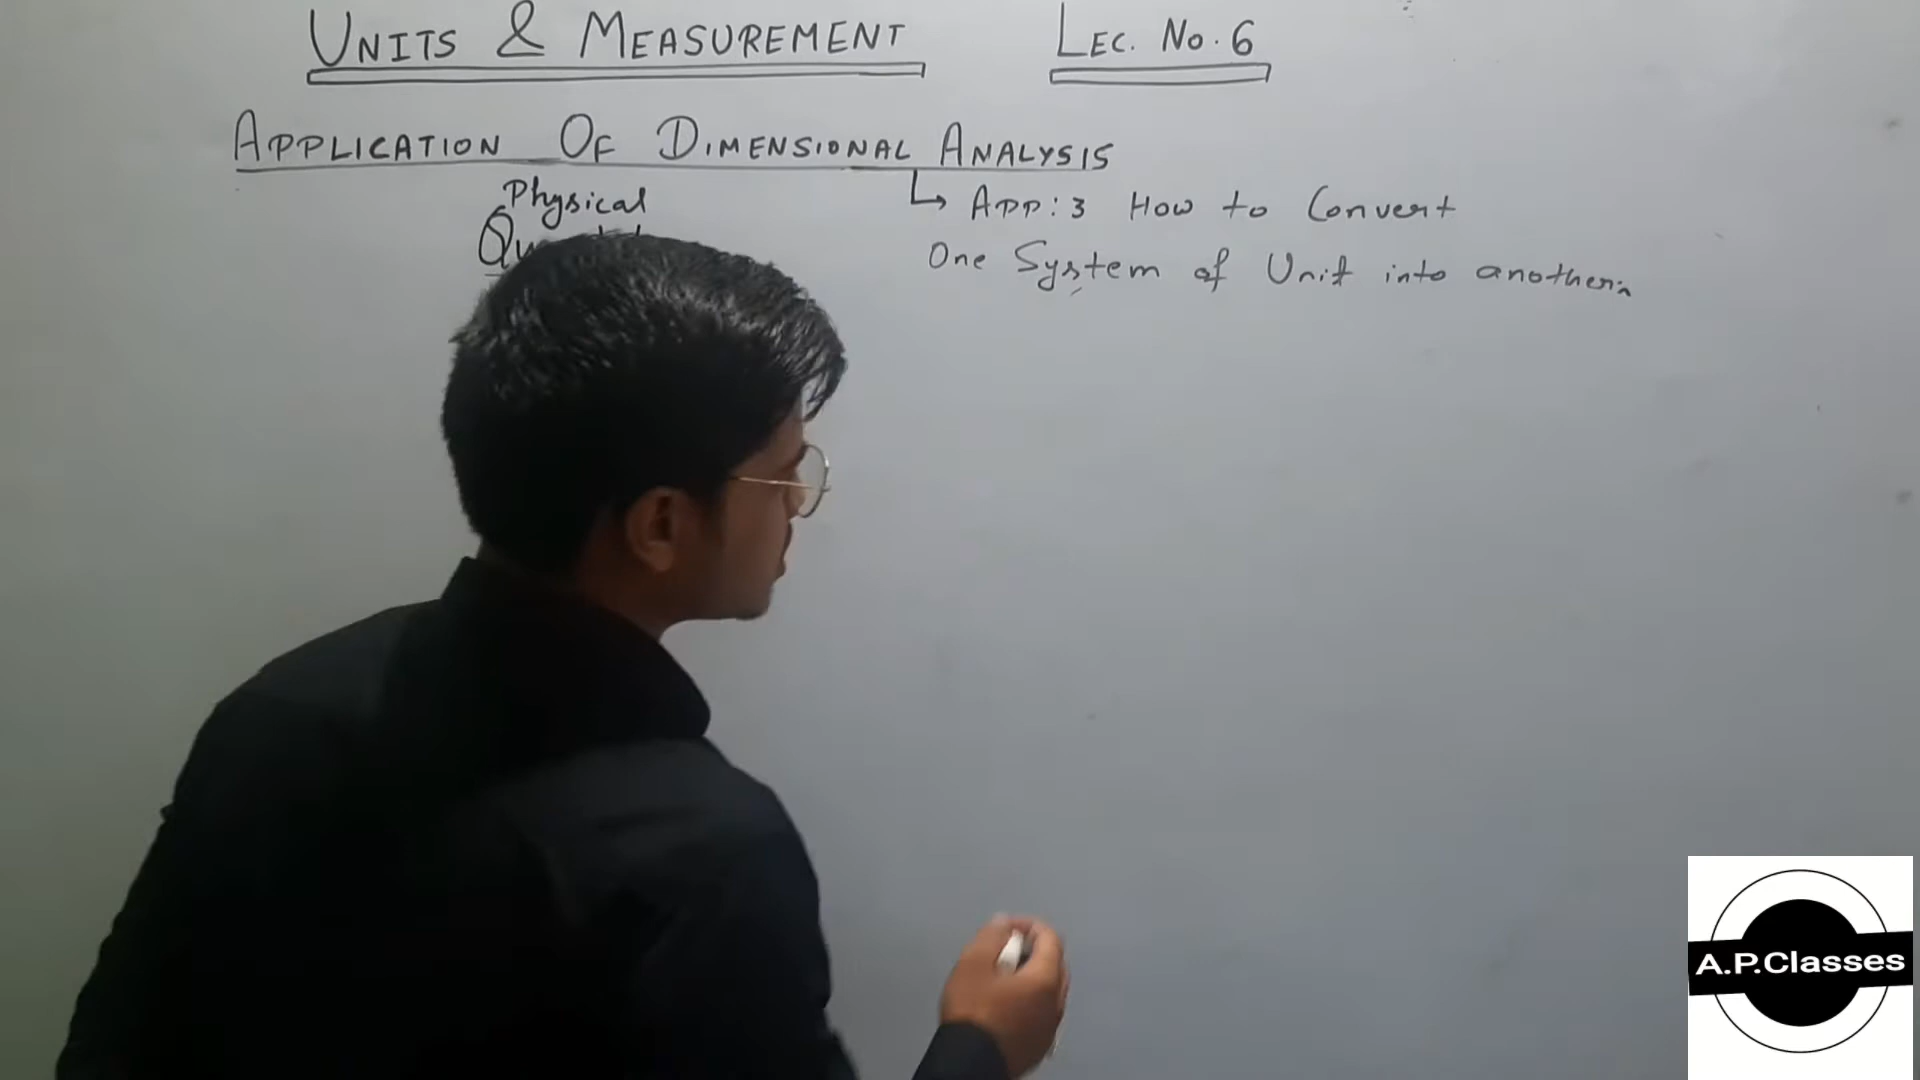 UNITS & MEASUREMENT LEC. No. 6
APPLICATION OF DIMENSIONAL ANALYSIS
Physical
↳ APP: 3 How to Convert
One System of Unit into another:
A.P.Classes